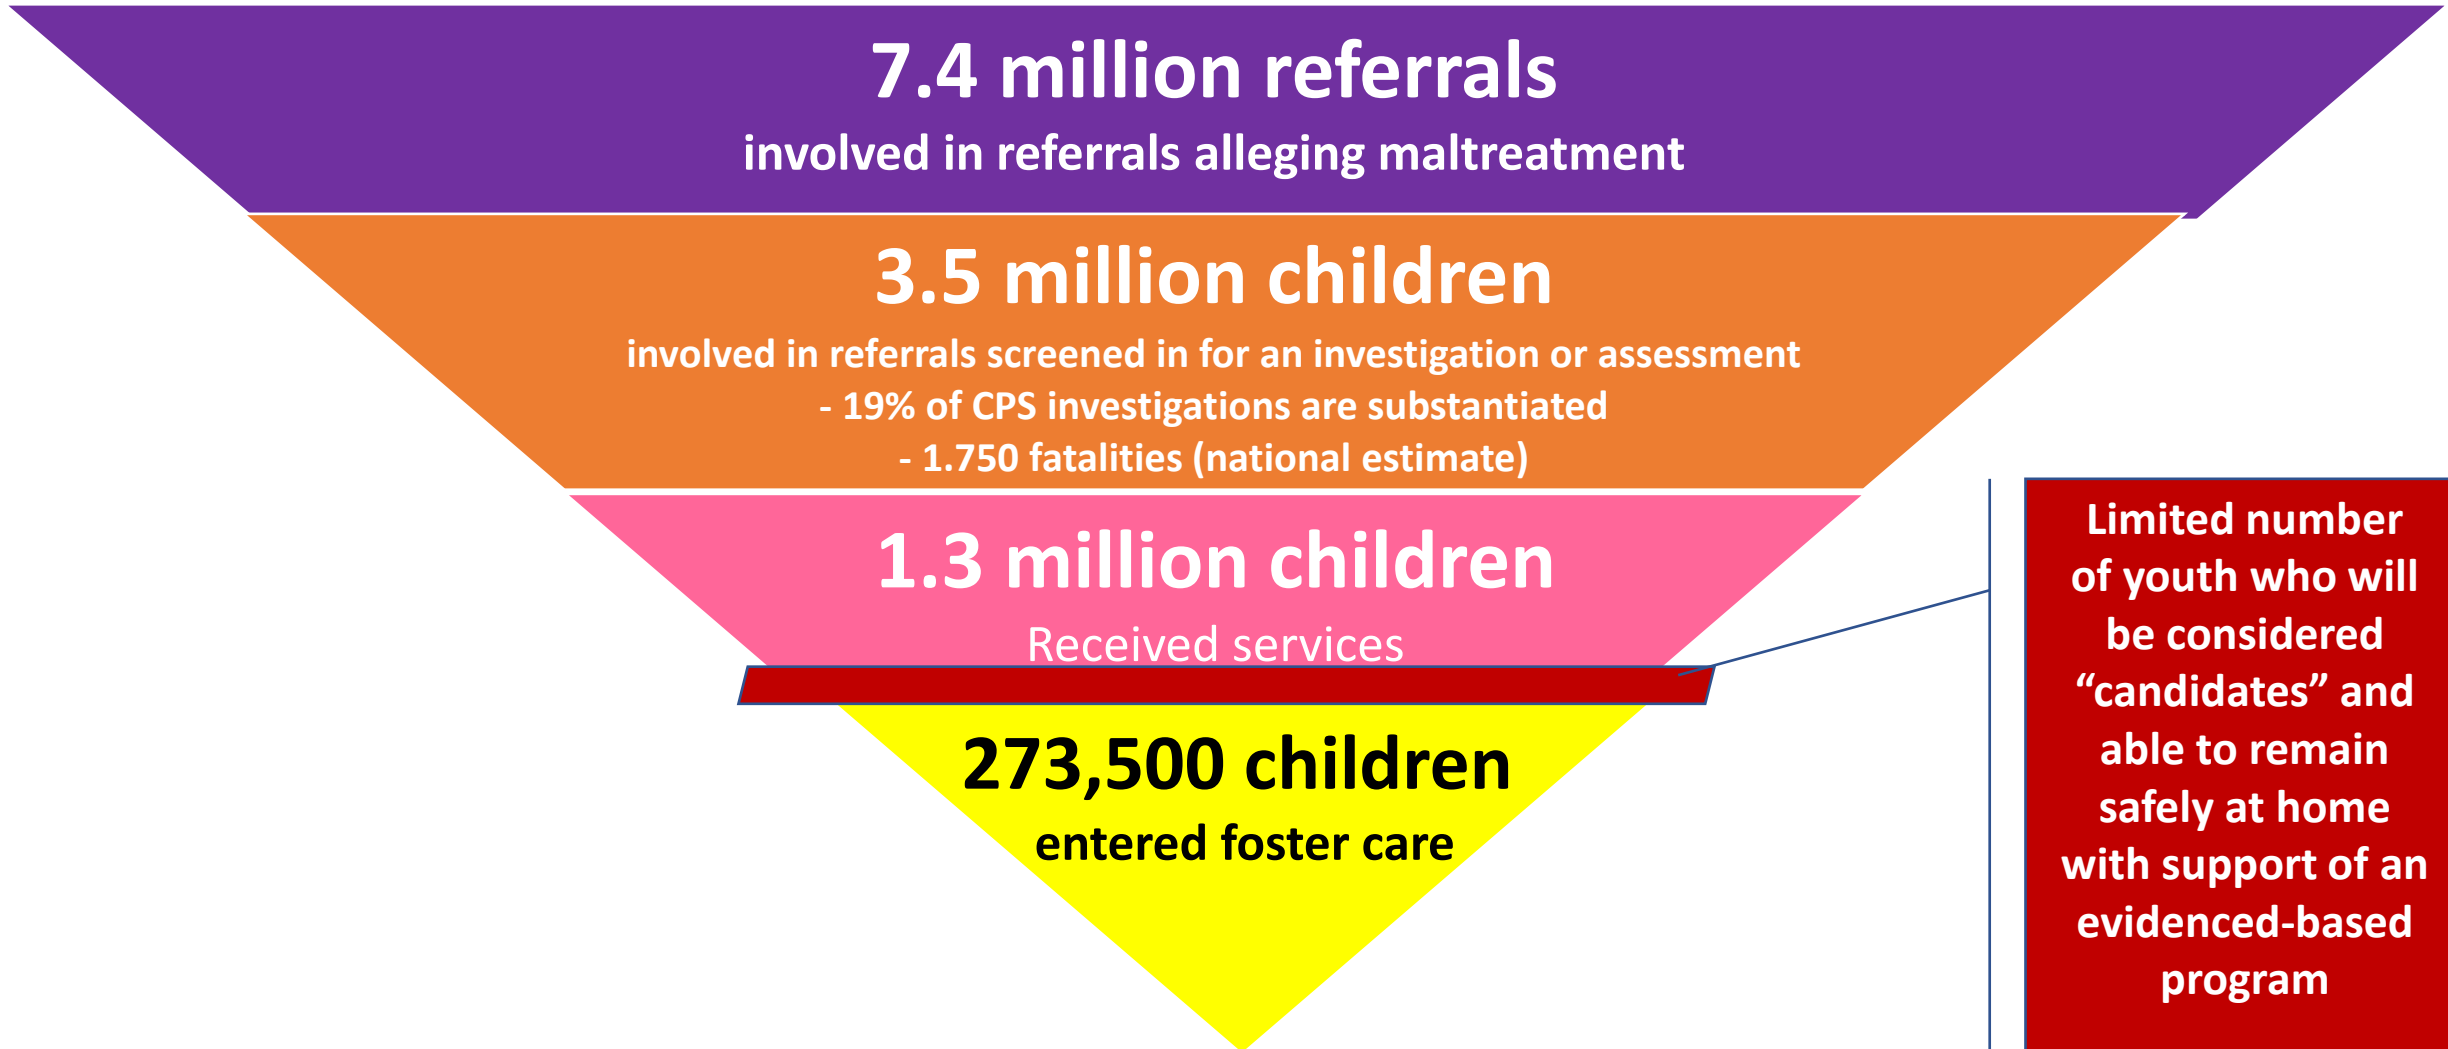 7.4 million referrals
involved in referrals alleging maltreatment
3.5 million children
involved in referrals screened in for an investigation or assessment
- 19% of CPS investigations are substantiated
- 1.750 fatalities (national estimate)
1.3 million children
Received services
273,500 children
entered foster care
Limited number
of youth who will
be considered
“candidates” and
able to remain
safely at home
with support of an
evidenced-based
program